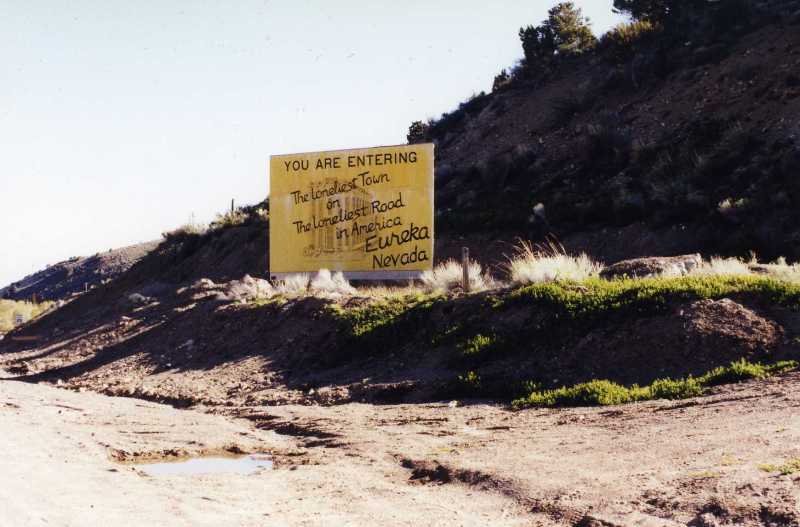 YOU ARE ENTERING
The Loneliest Town
on
The Loneliest Road
in America
Eureka
Nevada